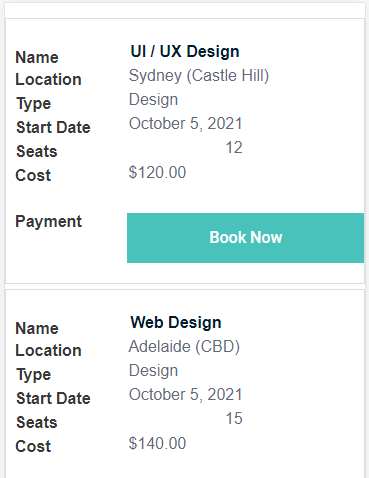 Name UI / UX Design
Location Sydney (Castle Hill)
Type Design
Start Date October 5, 2021
Seats 12
Cost $120.00
Payment Book Now
Name Web Design
Location Adelaide (CBD)
Type Design
Start Date October 5, 2021
Seats 15
Cost $140.00